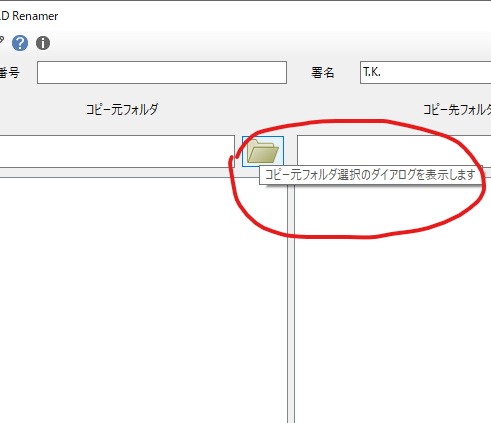 D Renamer
番号
署名
T.K.
コピー元フォルダ
コピー先フォルダ
コピー元フォルダ選択のダイアログを表示します